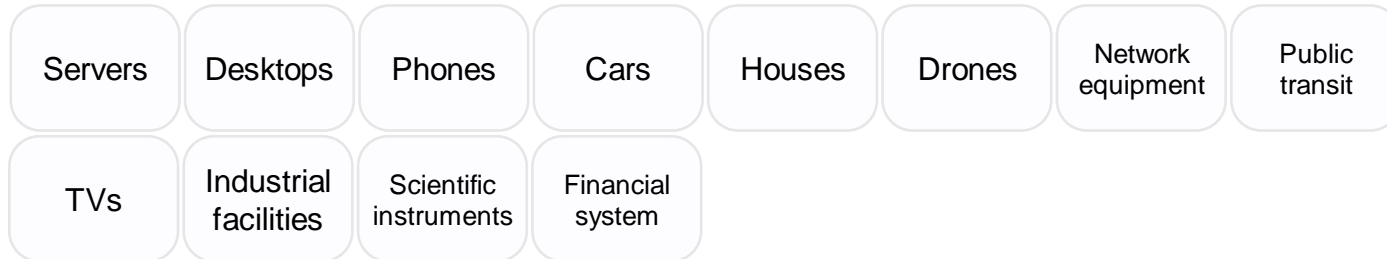 Servers
Desktops
Phones
Cars
Houses
Drones
Network
equipment
Public
transit
TVs
Industrial
facilities
Scientific
instruments
Financial
system